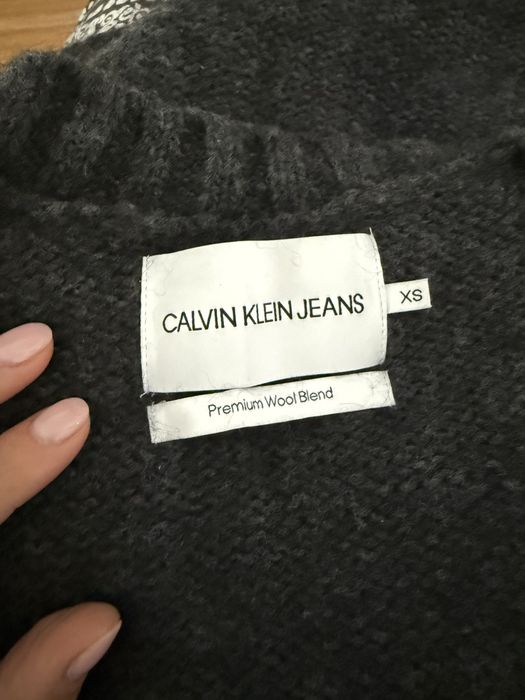 CALVIN KLEIN JEANS
XS
Premium Wool Blend